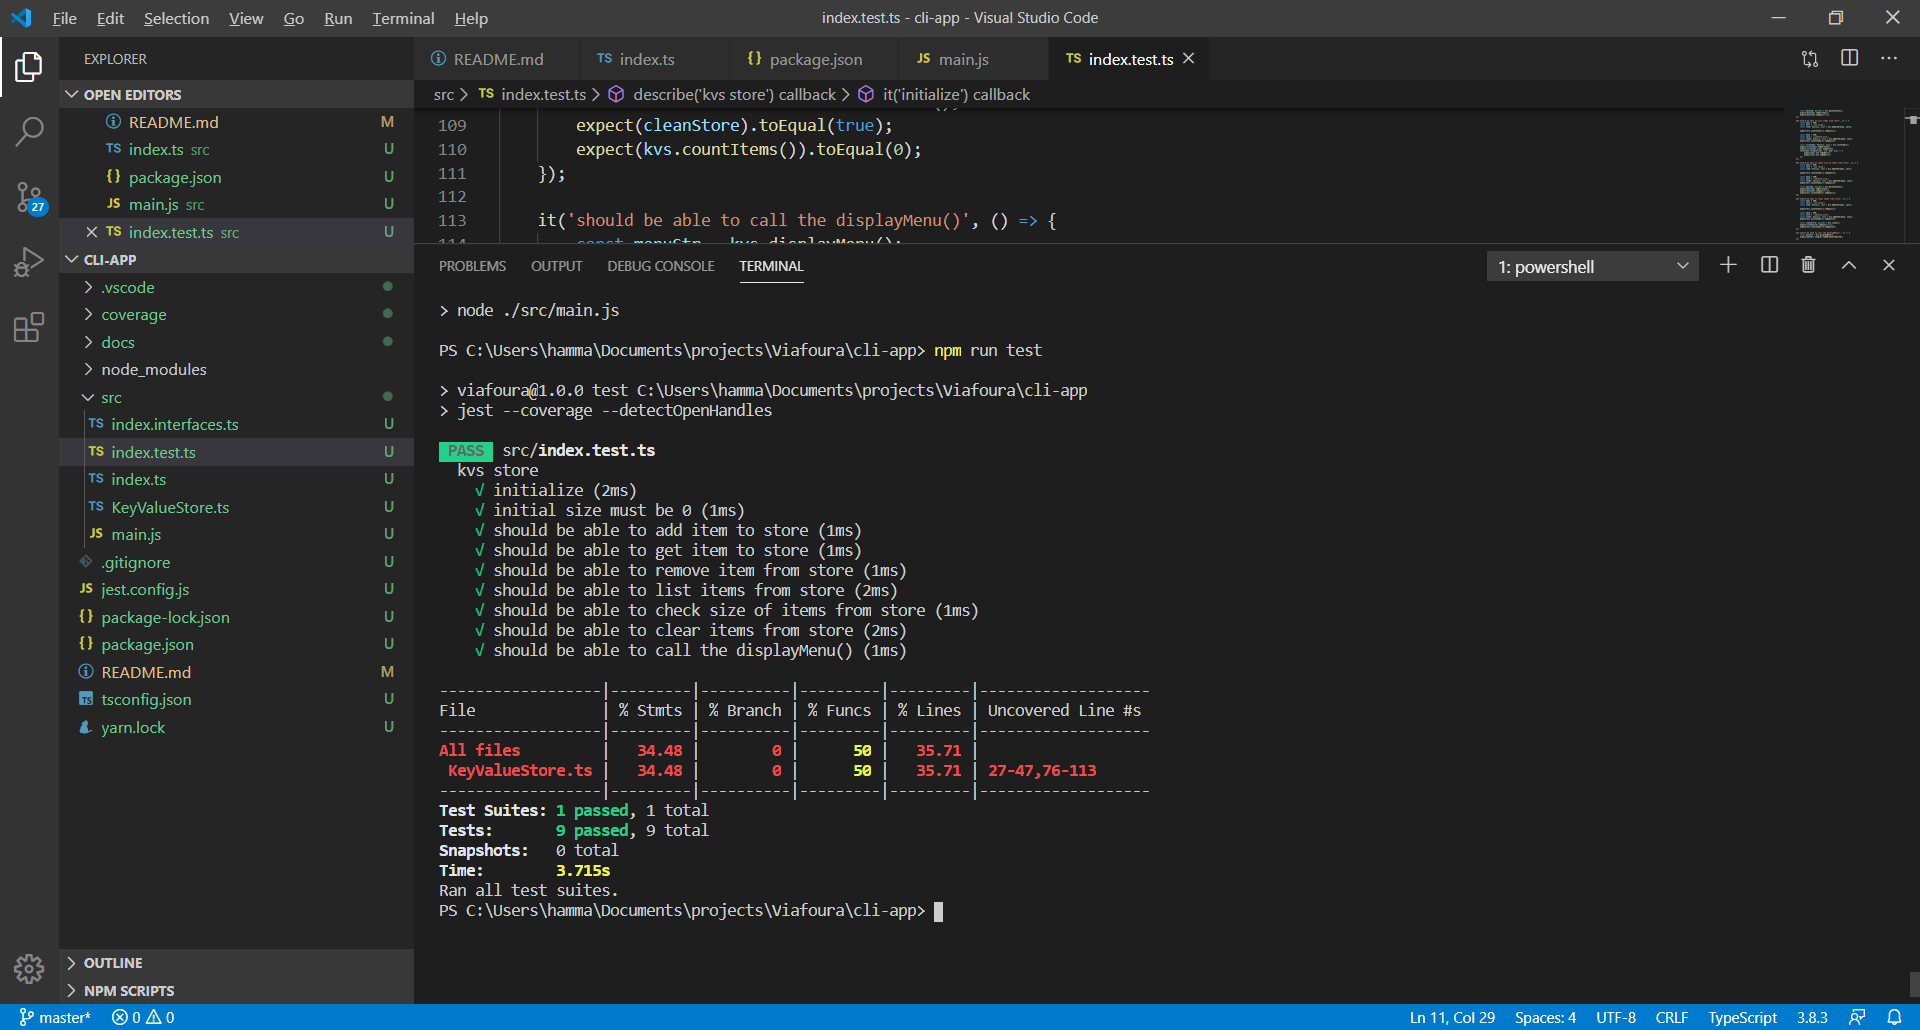 File Edit Selection View Go Run Terminal Help
index.test.ts - cli-app - Visual Studio Code
EXPLORER
OPEN EDITORS
README.md M
index.ts src U
package.json U
main.js src U
index.test.ts src U
CLI-APP
.vscode
coverage
docs
node_modules
src
index.interfaces.ts U
index.test.ts U
index.ts U
KeyValueStore.ts U
main.js U
.gitignore U
jest.config.js U
package-lock.json U
package.json U
README.md M
tsconfig.json U
yarn.lock U
OUTLINE
NPM SCRIPTS
27
README.md
TS index.ts
{} package.json
JS main.js
TS index.test.ts
src > TS index.test.ts > describe('kvs store') callback > it('initialize') callback
109 expect(cleanStore).toEqual(true);
110 expect(kvs.countItems()).toEqual(0);
111 });
112
113 it('should be able to call the displayMenu()', () => {
114 const menuStr = kvs.displayMenu();
PROBLEMS OUTPUT DEBUG CONSOLE TERMINAL
1: powershell
> node ./src/main.js
PS C:\Users\hamma\Documents\projects\Viafoura\cli-app> npm run test
> viafoura@1.0.0 test C:\Users\hamma\Documents\projects\Viafoura\cli-app
> jest --coverage --detectOpenHandles
PASS src/index.test.ts
kvs store
√ initialize (2ms)
√ initial size must be 0 (1ms)
√ should be able to add item to store (1ms)
√ should be able to get item to store (1ms)
√ should be able to remove item from store (1ms)
√ should be able to list items from store (2ms)
√ should be able to check size of items from store (1ms)
√ should be able to clear items from store (2ms)
√ should be able to call the displayMenu() (1ms)
------------------|---------|----------|---------|---------|-------------------
File | % Stmts | % Branch | % Funcs | % Lines | Uncovered Line #s
------------------|---------|----------|---------|---------|-------------------
All files | 34.48 | 0 | 50 | 35.71 |
KeyValueStore.ts | 34.48 | 0 | 50 | 35.71 | 27-47,76-113
------------------|---------|----------|---------|---------|-------------------
Test Suites: 1 passed, 1 total
Tests: 9 passed, 9 total
Snapshots: 0 total
Time: 3.715s
Ran all test suites.
PS C:\Users\hamma\Documents\projects\Viafoura\cli-app>
master* 0 0
Ln 11, Col 29 Spaces: 4 UTF-8 CRLF TypeScript 3.8.3